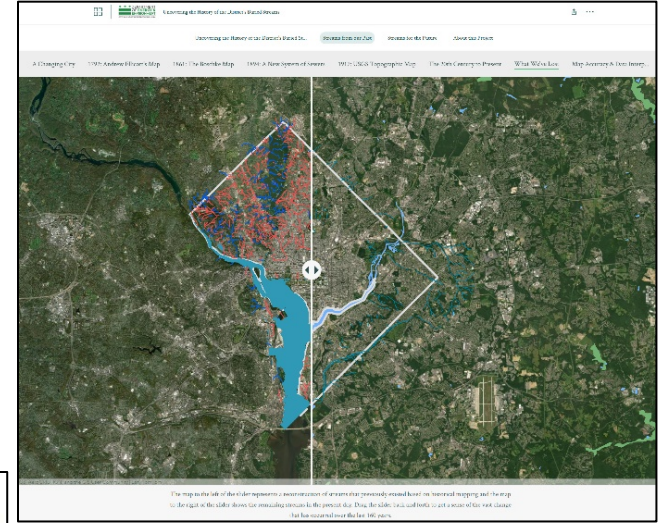 Uncovering the History of the District's Buried Streams
Uncovering the History of the District's Buried St... Streams from our Past Streams for the Future About this Project
A Changing City 1792: Andrew Ellicott's Map 1861: The Boschke Map 1894: A New System of Sewers 1917: USGS Topographic Map The 20th Century to Present What We've Lost Map Accuracy & Data Interp...
The map to the left of the slider represents a reconstruction of streams that previously existed based on historical mapping and the map
to the right of the slider shows the remaining streams in the present day. Drag the slider back and forth to get a sense of the vast change
that has occurred over the last 160 years.